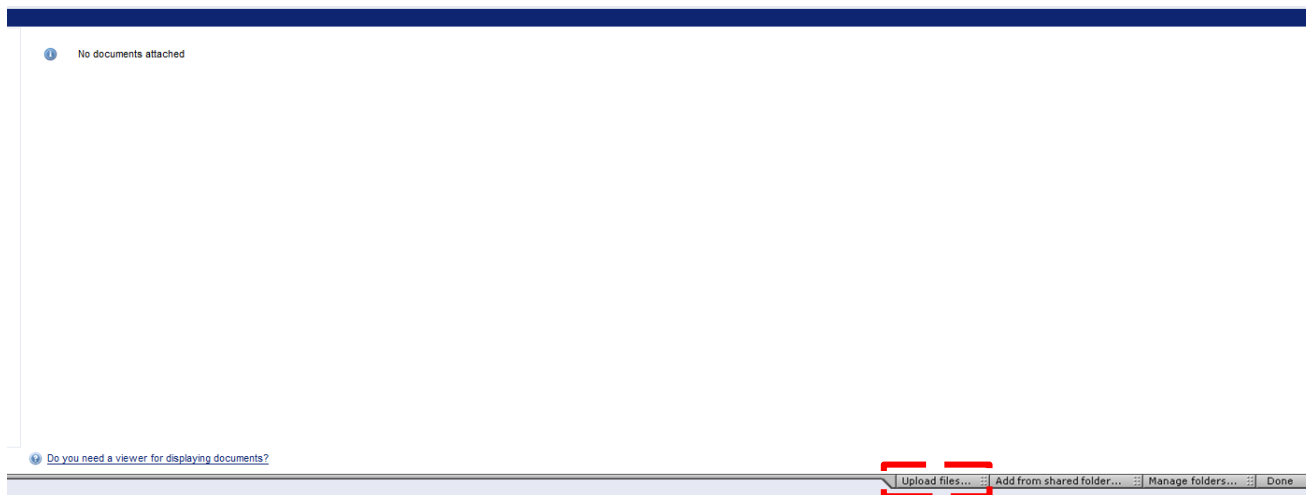 No documents attached
Do you need a viewer for displaying documents?
Upload files... Add from shared folder... Manage folders... Done